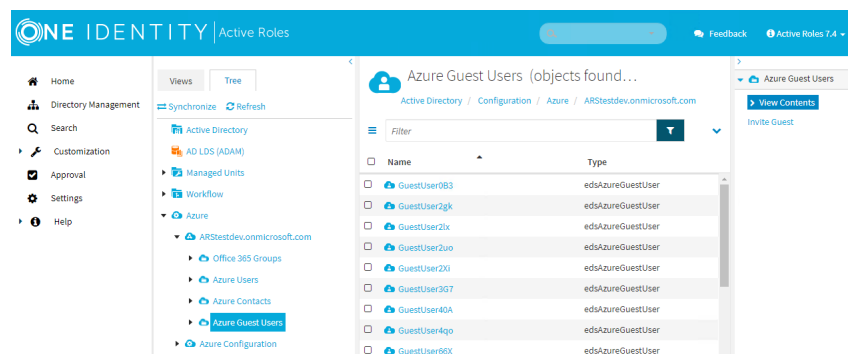 ONE IDENTITY Active Roles
Feedback
Active Roles 7.4
Home
Directory Management
Search
Customization
Approval
Settings
Help
Views
Tree
Synchronize
Refresh
Active Directory
AD LDS (ADAM)
Managed Units
Workflow
Azure
ARStestdev.onmicrosoft.com
Office 365 Groups
Azure Users
Azure Contacts
Azure Guest Users
Azure Configuration
Azure Guest Users (objects found...
Active Directory / Configuration / Azure / ARStestdev.onmicrosoft.com
Filter
Name Type
GuestUser0B3 edsAzureGuestUser
GuestUser2gk edsAzureGuestUser
GuestUser2lx edsAzureGuestUser
GuestUser2uo edsAzureGuestUser
GuestUser2Xi edsAzureGuestUser
GuestUser3G7 edsAzureGuestUser
GuestUser40A edsAzureGuestUser
GuestUser4qo edsAzureGuestUser
GuestUser66X edsAzureGuestUser
Azure Guest Users
View Contents
Invite Guest